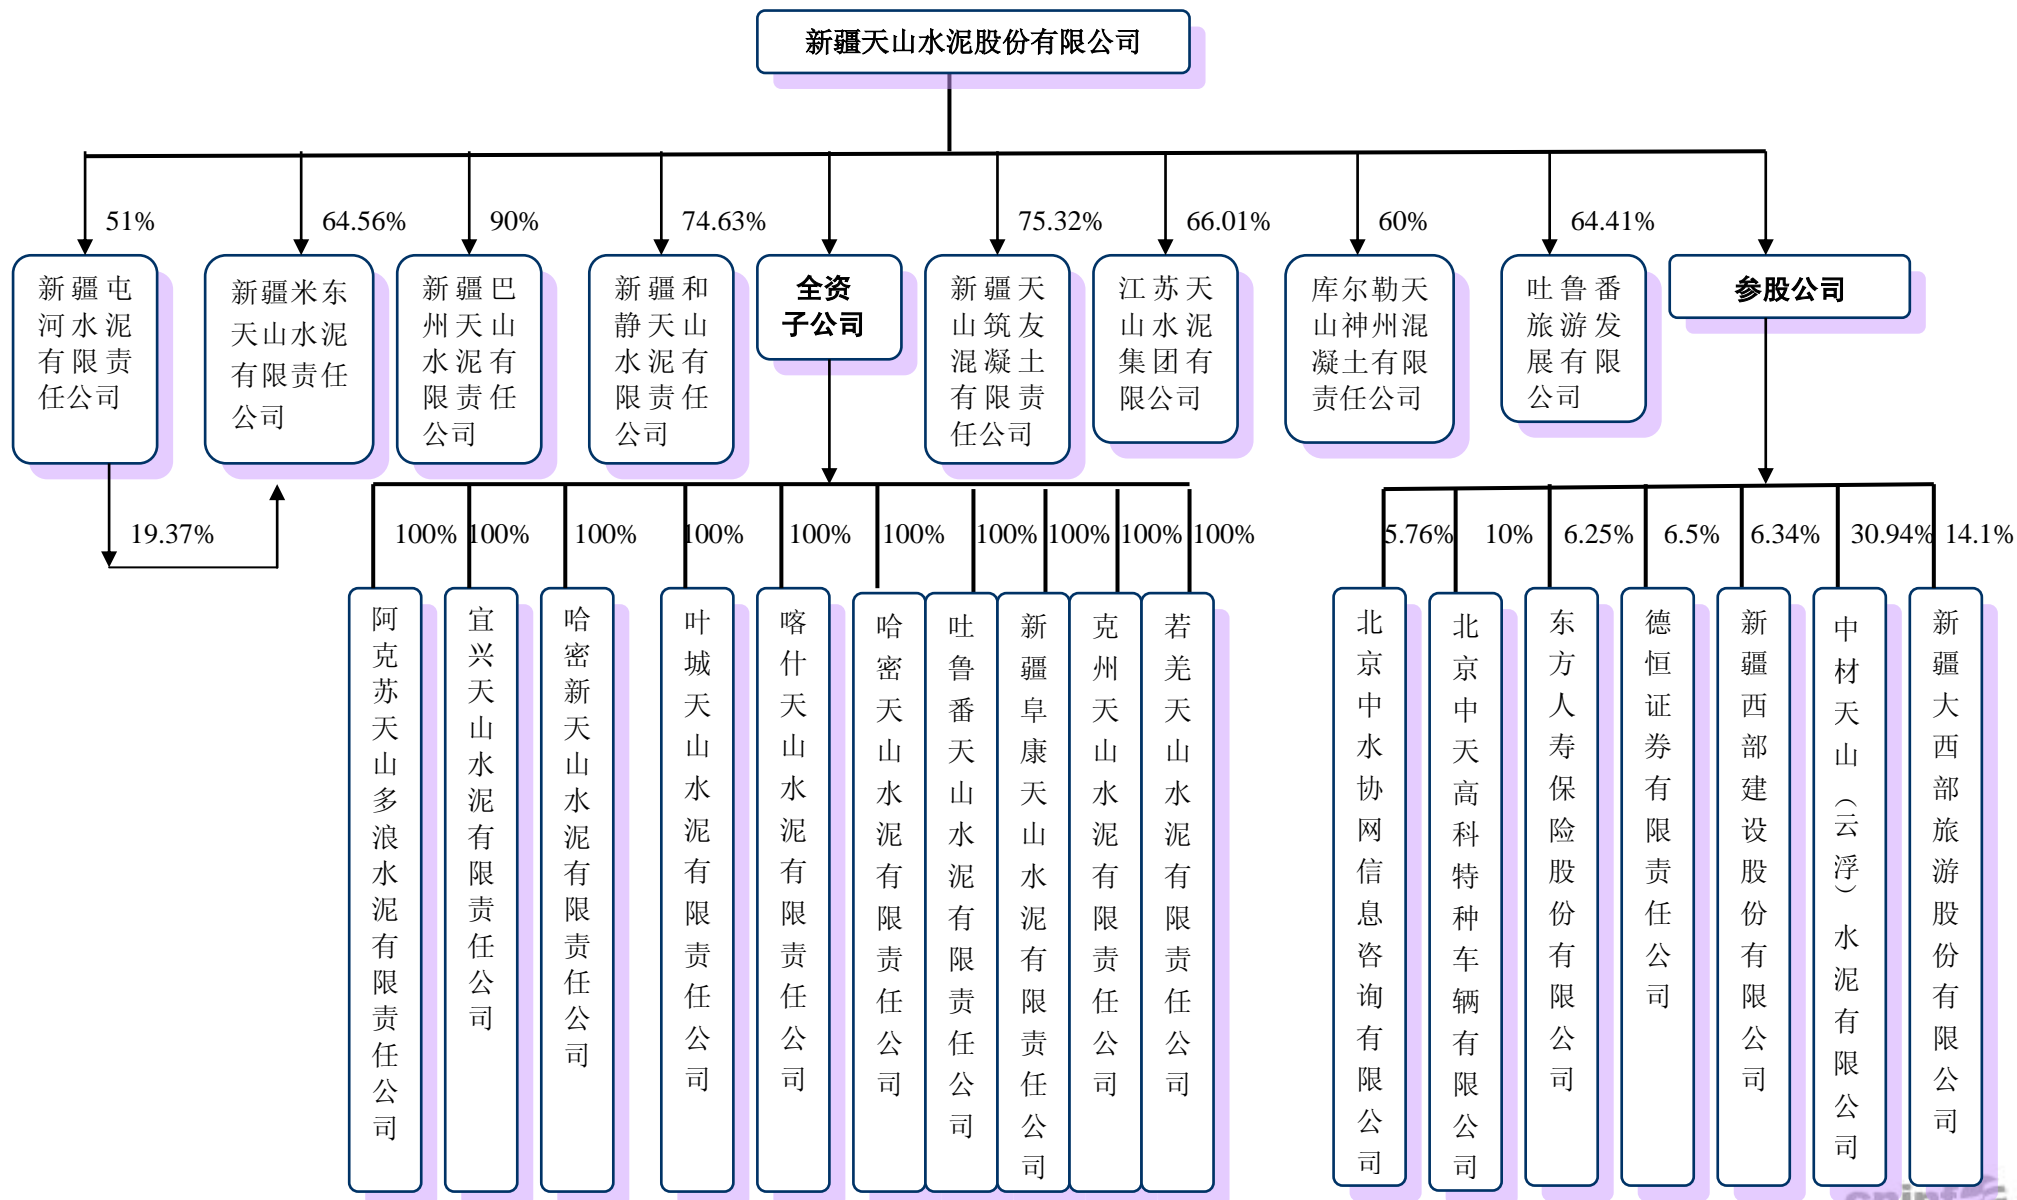 新疆天山水泥股份有限公司
51%
64.56%
90%
74.63%
75.32%
66.01%
60%
64.41%
新疆屯
河水泥
有限责
任公司
新疆米东
天山水泥
有限责任
公司
新疆巴
州天山
水泥有
限责任
公司
新疆和
静天山
水泥有
限责任
公司
全资
子公司
新疆天
山筑友
混凝土
有限责
任公司
江苏天
山水泥
集团有
限公司
库尔勒天
山神州混
凝土有限
责任公司
吐鲁番
旅游发
展有限
公司
参股公司
19.37%
100%
100%
100%
100%
100%
100%
100%
100%
100%
100%
5.76%
10%
6.25%
6.5%
6.34%
30.94%
14.1%
阿克苏天山多浪水泥有限责任公司
宜兴天山水泥有限责任公司
哈密新天山水泥有限责任公司
叶城天山水泥有限责任公司
喀什天山水泥有限责任公司
哈密天山水泥有限责任公司
吐鲁番天山水泥有限责任公司
新疆阜康天山水泥有限责任公司
克州天山水泥有限责任公司
若羌天山水泥有限责任公司
北京中水协网信息咨询有限公司
北京中天高科特种车辆有限公司
东方人寿保险股份有限公司
德恒证券有限责任公司
新疆西部建设股份有限公司
中材天山（云浮）水泥有限公司
新疆大西部旅游股份有限公司